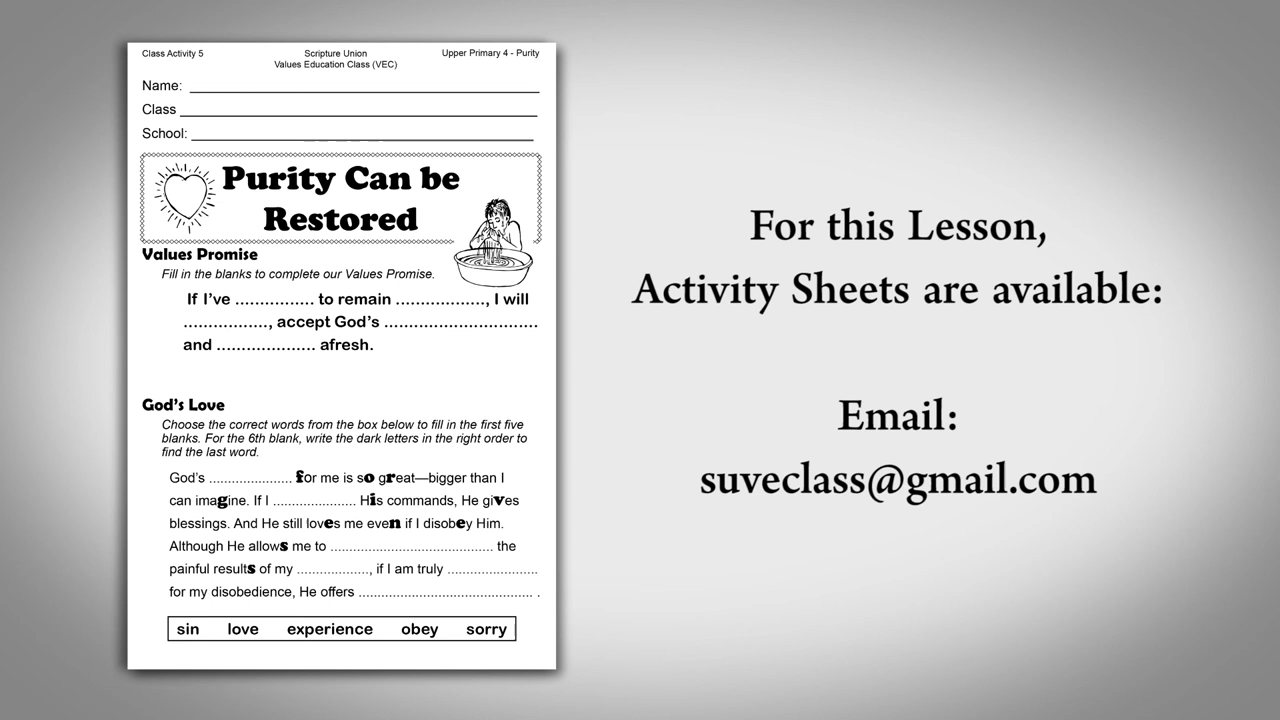 Class Activity 5
Scripture Union
Upper Primary 4 - Purity
Values Education Class (VEC)
Name: ____________________
Class ____________________
School: ____________________
Purity Can be
Restored
Values Promise
Fill in the blanks to complete our Values Promise.
If I've ................ to remain .................., I will
................., accept God's ...............................
and .................... afresh.
God's Love
Choose the correct words from the box below to fill in the first five
blanks. For the 6th blank, write the dark letters in the right order to
find the last word.
God's ...................... for me is so great—bigger than I
can imagine. If I ...................... His commands, He gives
blessings. And He still loves me even if I disobey Him.
Although He allows me to ........................................... the
painful results of my ..................., if I am truly ........................
for my disobedience, He offers .............................................. .
sin love experience obey sorry
For this Lesson,
Activity Sheets are available:
Email:
suveclass@gmail.com